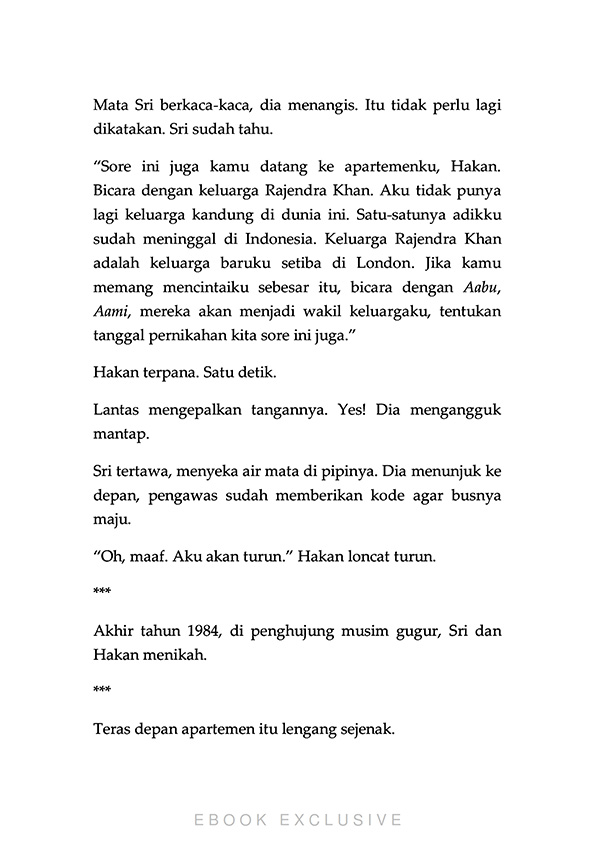 Mata Sri berkaca-kaca, dia menangis. Itu tidak perlu lagi
dikatakan. Sri sudah tahu.
“Sore ini juga kamu datang ke apartemenku, Hakan.
Bicara dengan keluarga Rajendra Khan. Aku tidak punya
lagi keluarga kandung di dunia ini. Satu-satunya adikku
sudah meninggal di Indonesia. Keluarga Rajendra Khan
adalah keluarga baruku setiba di London. Jika kamu
memang mencintaiku sebesar itu, bicara dengan Aabu,
Aami, mereka akan menjadi wakil keluargaku, tentukan
tanggal pernikahan kita sore ini juga.”
Hakan terpana. Satu detik.
Lantas mengepalkan tangannya. Yes! Dia mengangguk
mantap.
Sri tertawa, menyeka air mata di pipinya. Dia menunjuk ke
depan, pengawas sudah memberikan kode agar busnya
maju.
“Oh, maaf. Aku akan turun.” Hakan loncat turun.
***
Akhir tahun 1984, di penghujung musim gugur, Sri dan
Hakan menikah.
***
Teras depan apartemen itu lengang sejenak.
EBOOK EXCLUSIVE